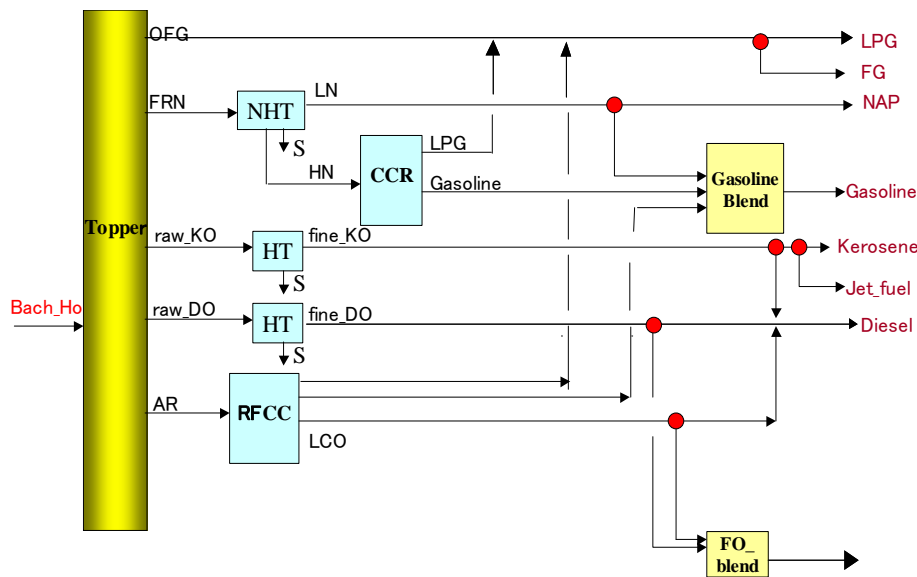 OFG
LPG
FG
FRN
NHT
LN
NAP
S
LPG
HN
CCR
Gasoline
Gasoline
Blend
Gasoline
Topper
raw_KO
HT
fine_KO
Kerosene
S
Jet_fuel
Bach_Ho
raw_DO
HT
fine_DO
Diesel
S
AR
RFCC
LCO
FO_
blend